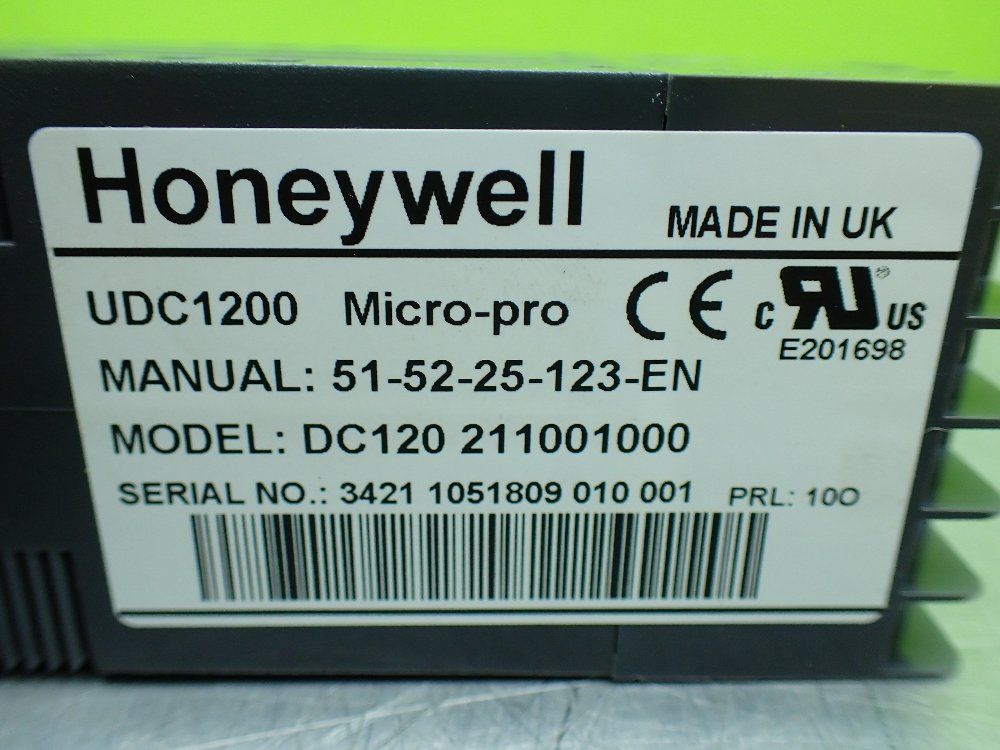 Honeywell MADE IN UK
UDC1200 Micro-pro CE c RU ® US
E201698
MANUAL: 51-52-25-123-EN
MODEL: DC120 211001000
SERIAL NO.: 3421 1051809 010 001 PRL: 10O